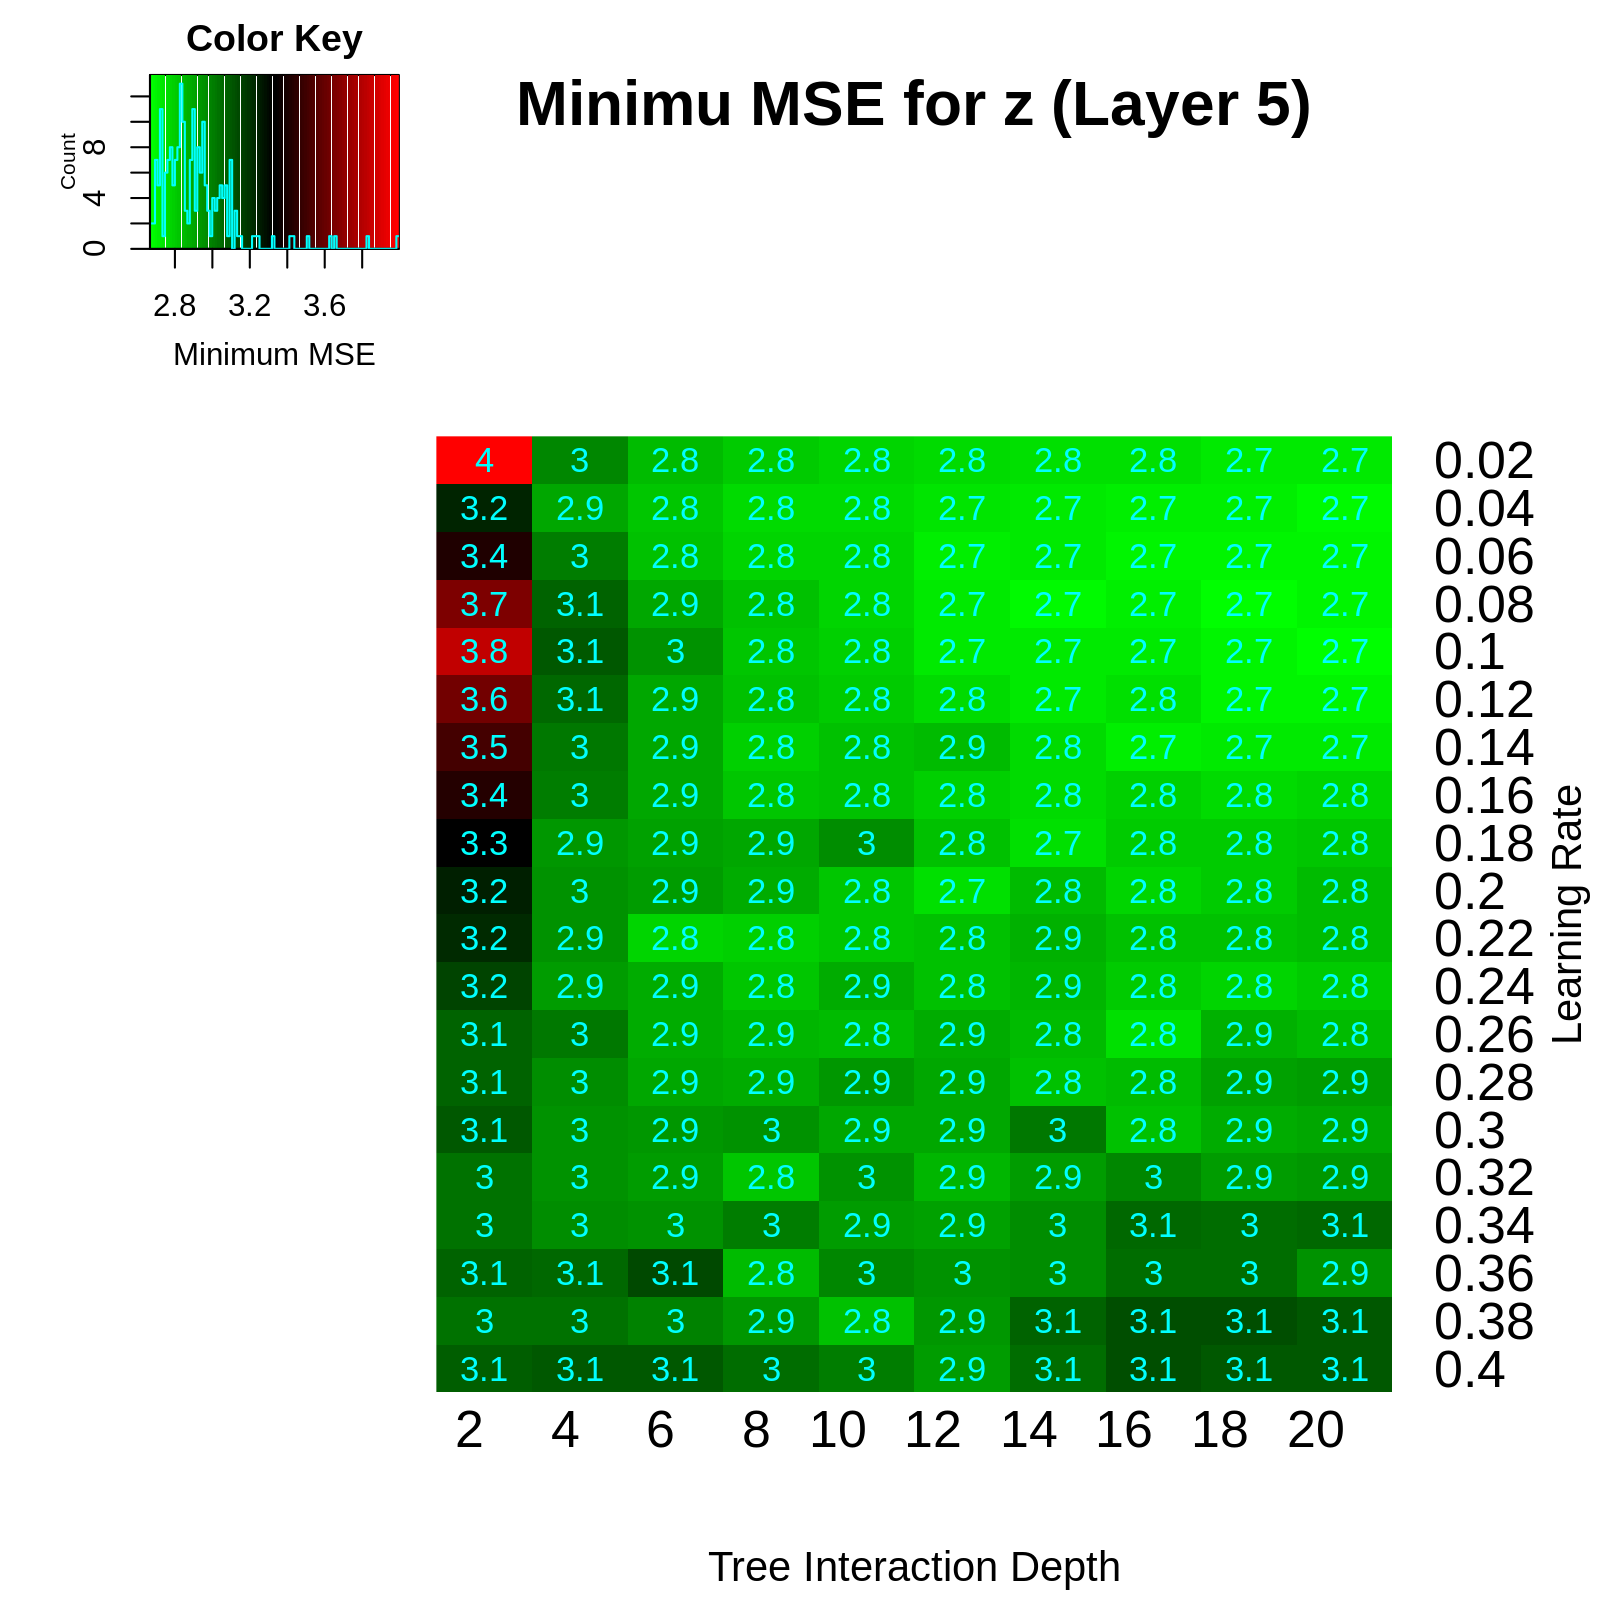 Color Key
Minimu MSE for z (Layer 5)
Count
0 4 8
2.8 3.2 3.6
Minimum MSE
4 3 2.8 2.8 2.8 2.8 2.8 2.8 2.7 2.7 0.02
3.2 2.9 2.8 2.8 2.8 2.7 2.7 2.7 2.7 2.7 0.04
3.4 3 2.8 2.8 2.8 2.7 2.7 2.7 2.7 2.7 0.06
3.7 3.1 2.9 2.8 2.8 2.7 2.7 2.7 2.7 2.7 0.08
3.8 3.1 3 2.8 2.8 2.7 2.7 2.7 2.7 2.7 0.1
3.6 3.1 2.9 2.8 2.8 2.8 2.7 2.8 2.7 2.7 0.12
3.5 3 2.9 2.8 2.8 2.9 2.8 2.7 2.7 2.7 0.14
3.4 3 2.9 2.8 2.8 2.8 2.8 2.8 2.8 2.8 0.16
3.3 2.9 2.9 2.9 3 2.8 2.7 2.8 2.8 2.8 0.18
3.2 3 2.9 2.9 2.8 2.7 2.8 2.8 2.8 2.8 0.2
3.2 2.9 2.8 2.8 2.8 2.8 2.9 2.8 2.8 2.8 0.22
3.2 2.9 2.9 2.8 2.9 2.8 2.9 2.8 2.8 2.8 0.24
3.1 3 2.9 2.9 2.8 2.9 2.8 2.8 2.9 2.8 0.26
3.1 3 2.9 2.9 2.9 2.9 2.8 2.8 2.9 2.9 0.28
3.1 3 2.9 3 2.9 2.9 3 2.8 2.9 2.9 0.3
3 3 2.9 2.8 3 2.9 2.9 3 2.9 2.9 0.32
3 3 3 3 2.9 2.9 3 3.1 3 3.1 0.34
3.1 3.1 3.1 2.8 3 3 3 3 3 2.9 0.36
3 3 3 2.9 2.8 2.9 3.1 3.1 3.1 3.1 0.38
3.1 3.1 3.1 3 3 2.9 3.1 3.1 3.1 3.1 0.4
Learning Rate
2 4 6 8 10 12 14 16 18 20
Tree Interaction Depth